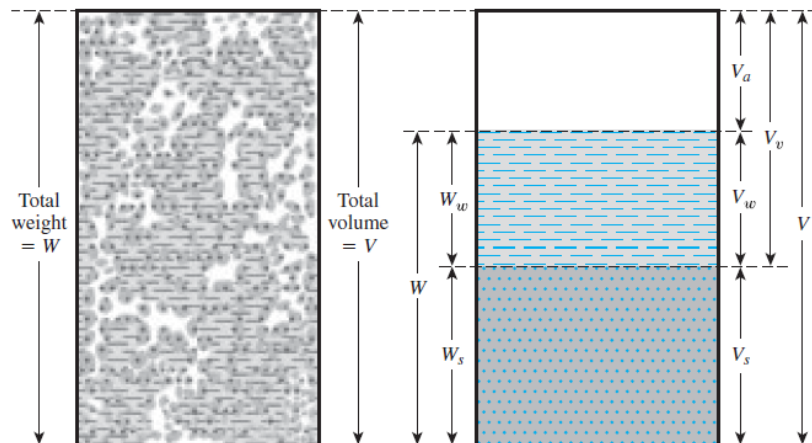 Total
weight
= W
Total
volume
= V
W
W_w
W_s
V_a
V_w
V_s
V_v
V